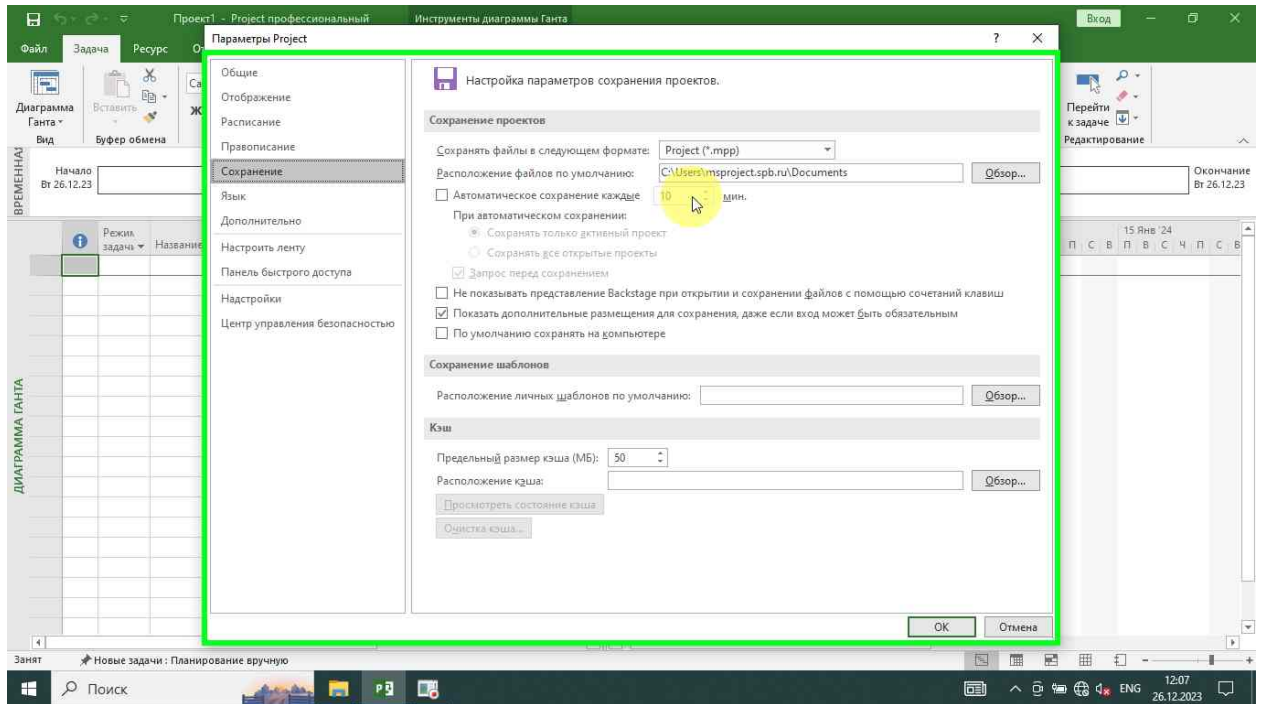 Проект1 - Project профессиональный
Инструменты диаграммы Ганта
Вход
Файл
Задача
Ресурс
Параметры Project
?
Диаграмма Ганта
Вид
Вставить
Буфер обмена
Ж
Перейти к задаче
Редактирование
Начало
Вт 26.12.23
Окончание
Вт 26.12.23
Режим задачи
Название
15 Янв '24
П С В П В С Ч П С В
ДИАГРАММА ГАНТА
Общие
Отображение
Расписание
Правописание
Сохранение
Язык
Дополнительно
Настроить ленту
Панель быстрого доступа
Надстройки
Центр управления безопасностью
Настройка параметров сохранения проектов.
Сохранение проектов
Сохранять файлы в следующем формате: Project (*.mpp)
Расположение файлов по умолчанию: C:\Users\msproject.spb.ru\Documents Обзор...
Автоматическое сохранение каждые 10 мин.
При автоматическом сохранении:
Сохранять только активный проект
Сохранять все открытые проекты
Запрос перед сохранением
Не показывать представление Backstage при открытии и сохранении файлов с помощью сочетаний клавиш
Показать дополнительные размещения для сохранения, даже если вход может быть обязательным
По умолчанию сохранять на компьютере
Сохранение шаблонов
Расположение личных шаблонов по умолчанию: Обзор...
Кэш
Предельный размер кэша (МБ): 50
Расположение кэша: Обзор...
Просмотреть состояние кэша
Очистка кэша...
OK
Отмена
Занят
Новые задачи : Планирование вручную
Поиск
ENG
12:07
26.12.2023